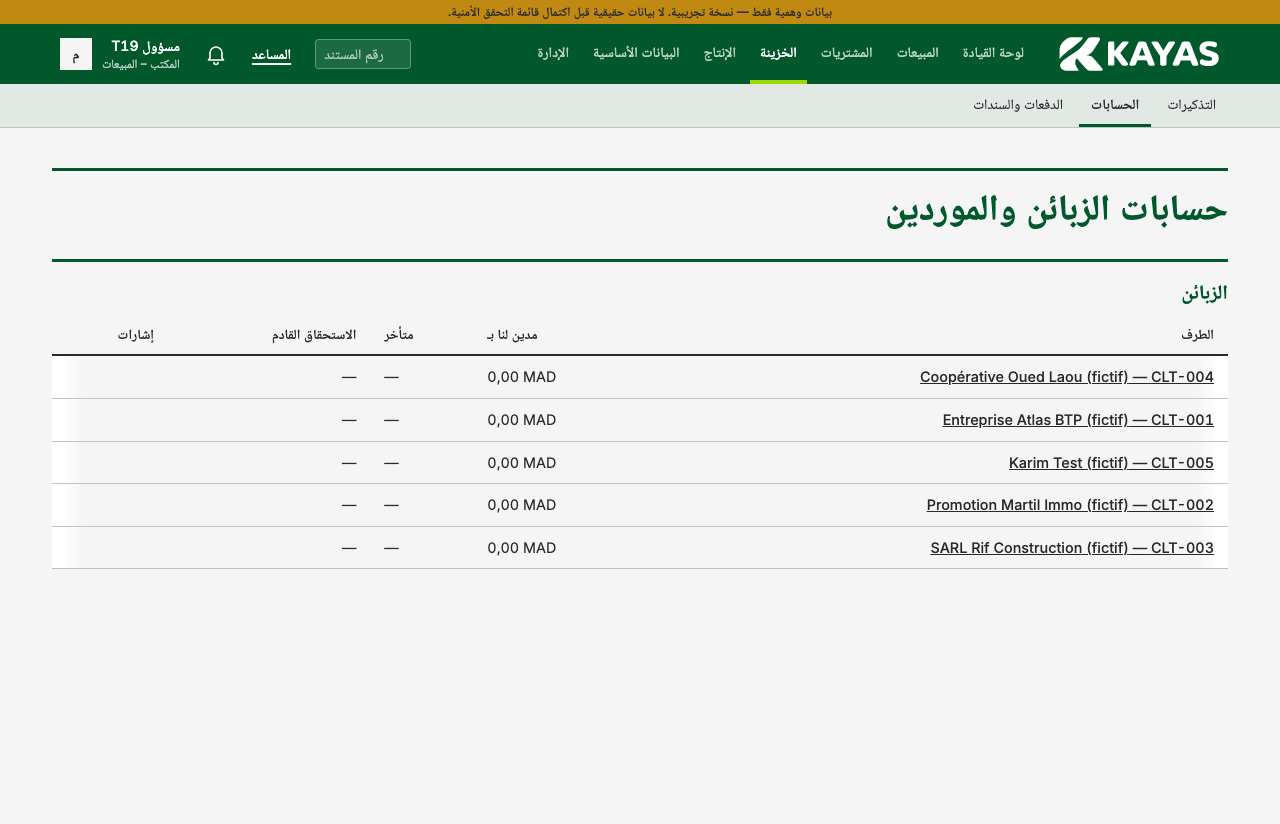 بيانات وهمية فقط — نسخة تجريبية. لا بيانات حقيقية قبل اكتمال قائمة التحقق الأمنية.
KAYAS لوحة القيادة المبيعات المشتريات الخزينة الإنتاج البيانات الأساسية الإدارة رقم المستند المساعد مسؤول T19 م
المكتب – المبيعات
التذكيرات الحسابات الدفعات والسندات
حسابات الزبائن والموردين
الزبائن
الطرف مدين لنا بـ متأخر الاستحقاق القادم إشارات
Coopérative Oued Laou (fictif) — CLT-004 0,00 MAD — —
Entreprise Atlas BTP (fictif) — CLT-001 0,00 MAD — —
Karim Test (fictif) — CLT-005 0,00 MAD — —
Promotion Martil Immo (fictif) — CLT-002 0,00 MAD — —
SARL Rif Construction (fictif) — CLT-003 0,00 MAD — —